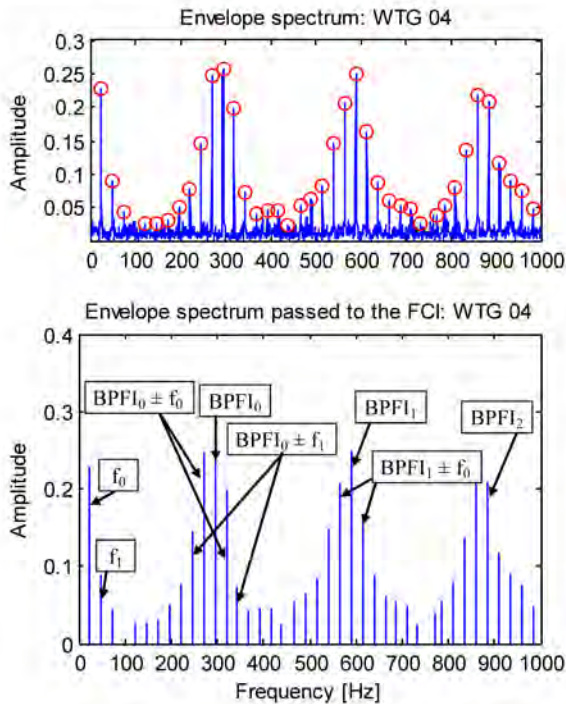 Envelope spectrum: WTG 04
0.3
0.25
0.2
0.15
0.1
0.05
Amplitude
0 100 200 300 400 500 600 700 800 900 1000
Envelope spectrum passed to the FCI: WTG 04
0.4
0.3
0.2
0.1
0
Amplitude
BPFI₀ ± f₀
BPFI₀
BPFI₀ ± f₁
BPFI₁
BPFI₂
BPFI₁ ± f₀
f₀
f₁
0 100 200 300 400 500 600 700 800 900 1000
Frequency [Hz]